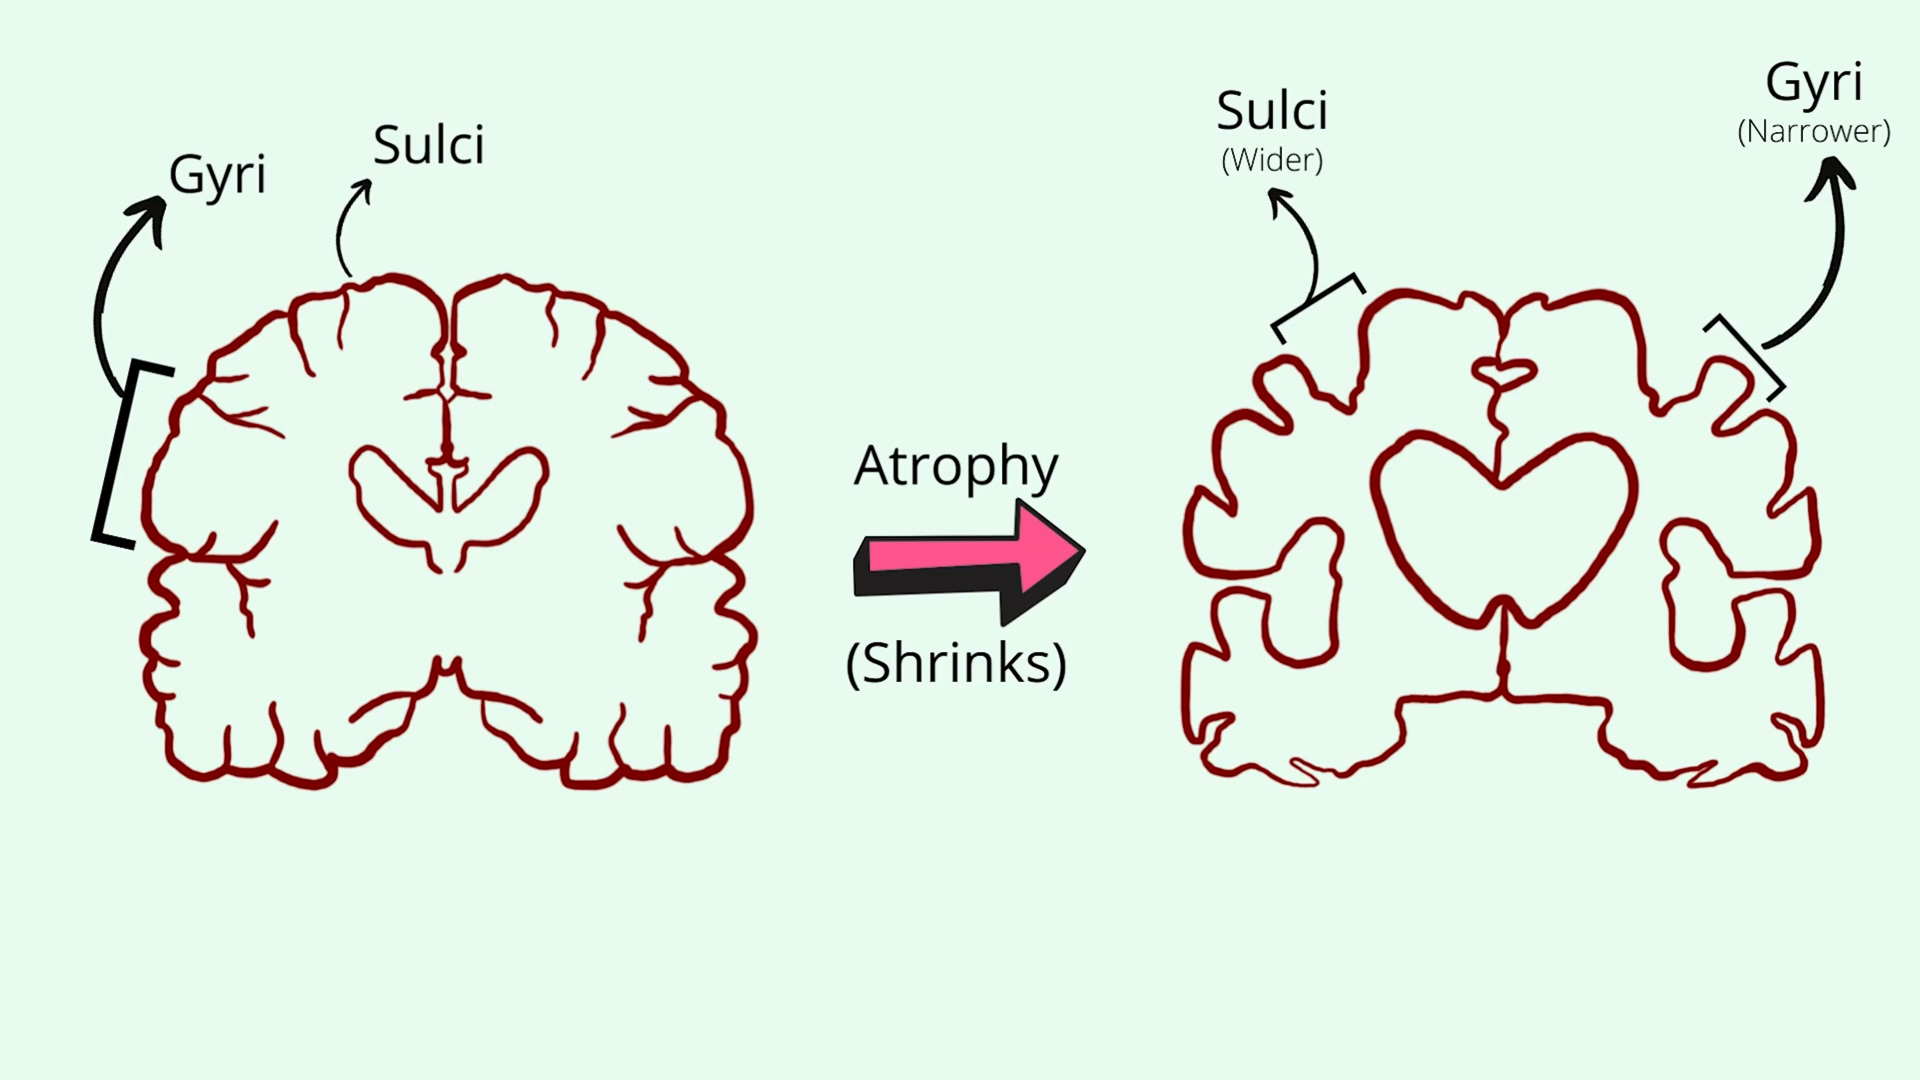 Gyri
Sulci
Atrophy
(Shrinks)
Sulci
(Wider)
Gyri
(Narrower)